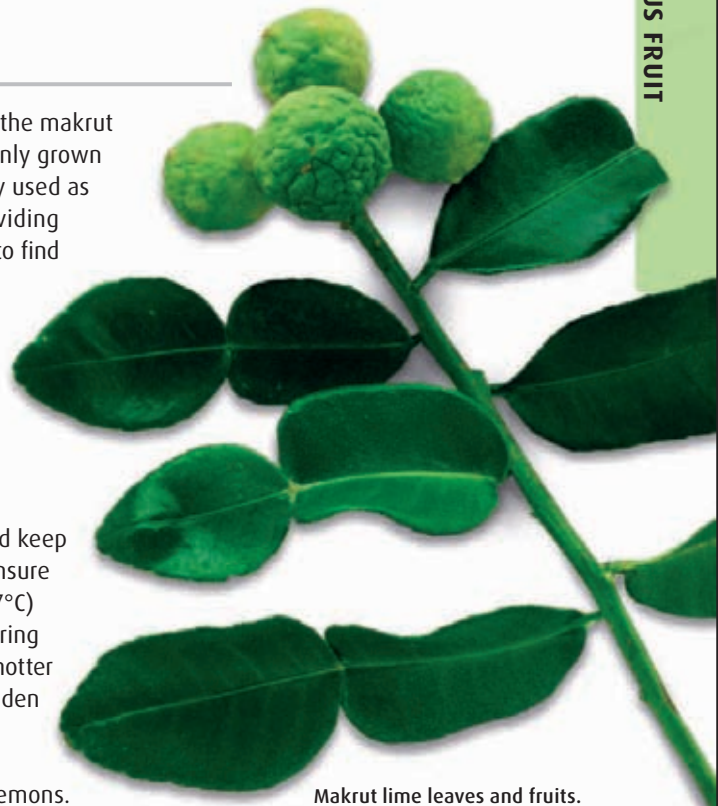 US FRUIT
the makrut
nly grown
y used as
viding
to find
d keep
nsure
7°C)
ring
hotter
den
emons.
Makrut lime leaves and fruits.